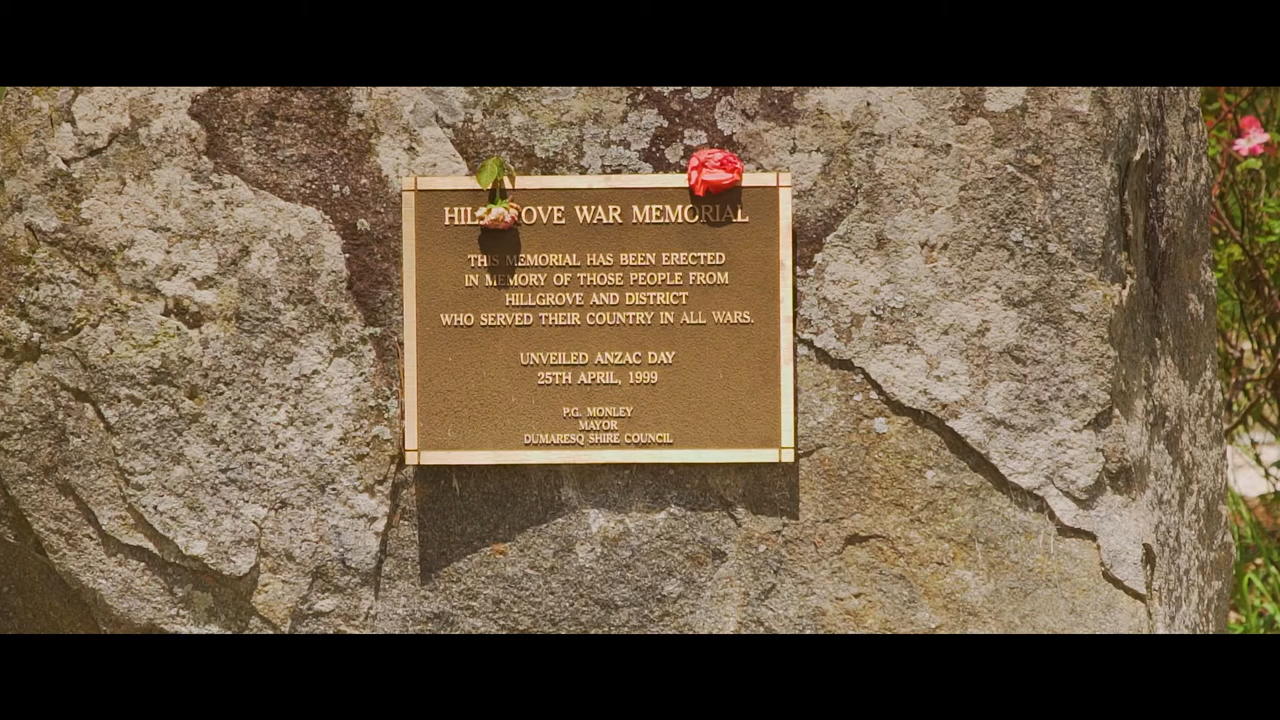 HILLGROVE WAR MEMORIAL
THIS MEMORIAL HAS BEEN ERECTED
IN MEMORY OF THOSE PEOPLE FROM
HILLGROVE AND DISTRICT
WHO SERVED THEIR COUNTRY IN ALL WARS.
UNVEILED ANZAC DAY
25TH APRIL, 1999
P.G. MONLEY
MAYOR
DUMARESQ SHIRE COUNCIL